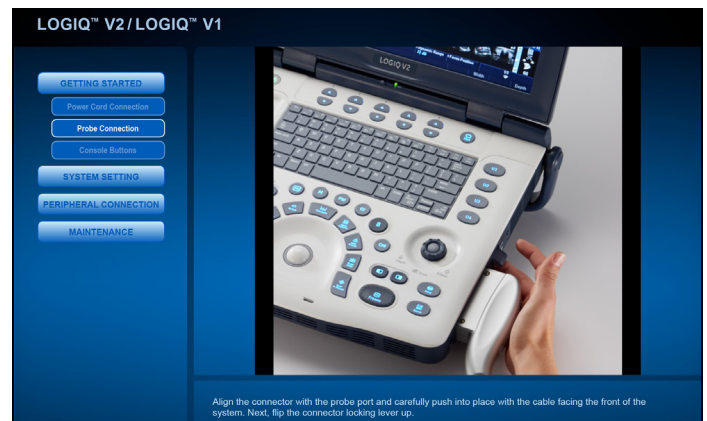 LOGIQ™ V2 / LOGIQ™ V1
GETTING STARTED
Power Cord Connection
Probe Connection
Console Buttons
SYSTEM SETTING
PERIPHERAL CONNECTION
MAINTENANCE
LOGIQ V2
Width
Depth
Align the connector with the probe port and carefully push into place with the cable facing the front of the
system. Next, flip the connector locking lever up.